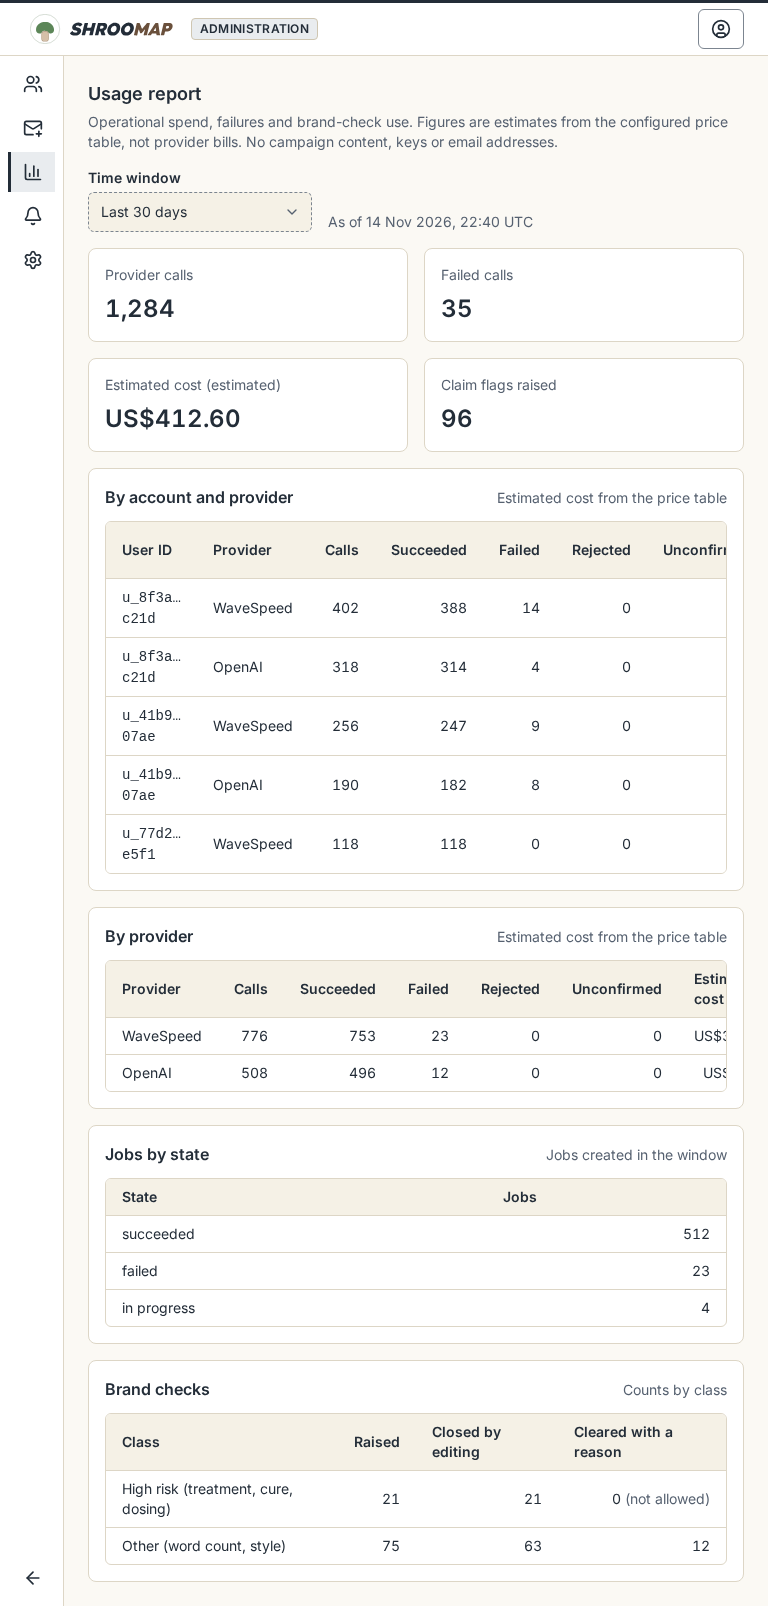 SHROOMAP ADMINISTRATION
Usage report
Operational spend, failures and brand-check use. Figures are estimates from the configured price
table, not provider bills. No campaign content, keys or email addresses.
Time window
Last 30 days
As of 14 Nov 2026, 22:40 UTC
Provider calls
1,284
Failed calls
35
Estimated cost (estimated)
US$412.60
Claim flags raised
96
By account and provider
Estimated cost from the price table
User ID Provider Calls Succeeded Failed Rejected
u_8f3a…
c21d
WaveSpeed 402 388 14 0
u_8f3a…
c21d
OpenAI 318 314 4 0
u_41b9…
07ae
WaveSpeed 256 247 9 0
u_41b9…
07ae
OpenAI 190 182 8 0
u_77d2…
e5f1
WaveSpeed 118 118 0 0
By provider
Estimated cost from the price table
Provider Calls Succeeded Failed Rejected Unconfirmed
cost
WaveSpeed 776 753 23 0 0
OpenAI 508 496 12 0 0
Jobs by state
Jobs created in the window
State Jobs
succeeded 512
failed 23
in progress 4
Brand checks
Counts by class
Class Raised Closed by
editing
Cleared with a
reason
High risk (treatment, cure,
dosing)
21 21 0 (not allowed)
Other (word count, style) 75 63 12